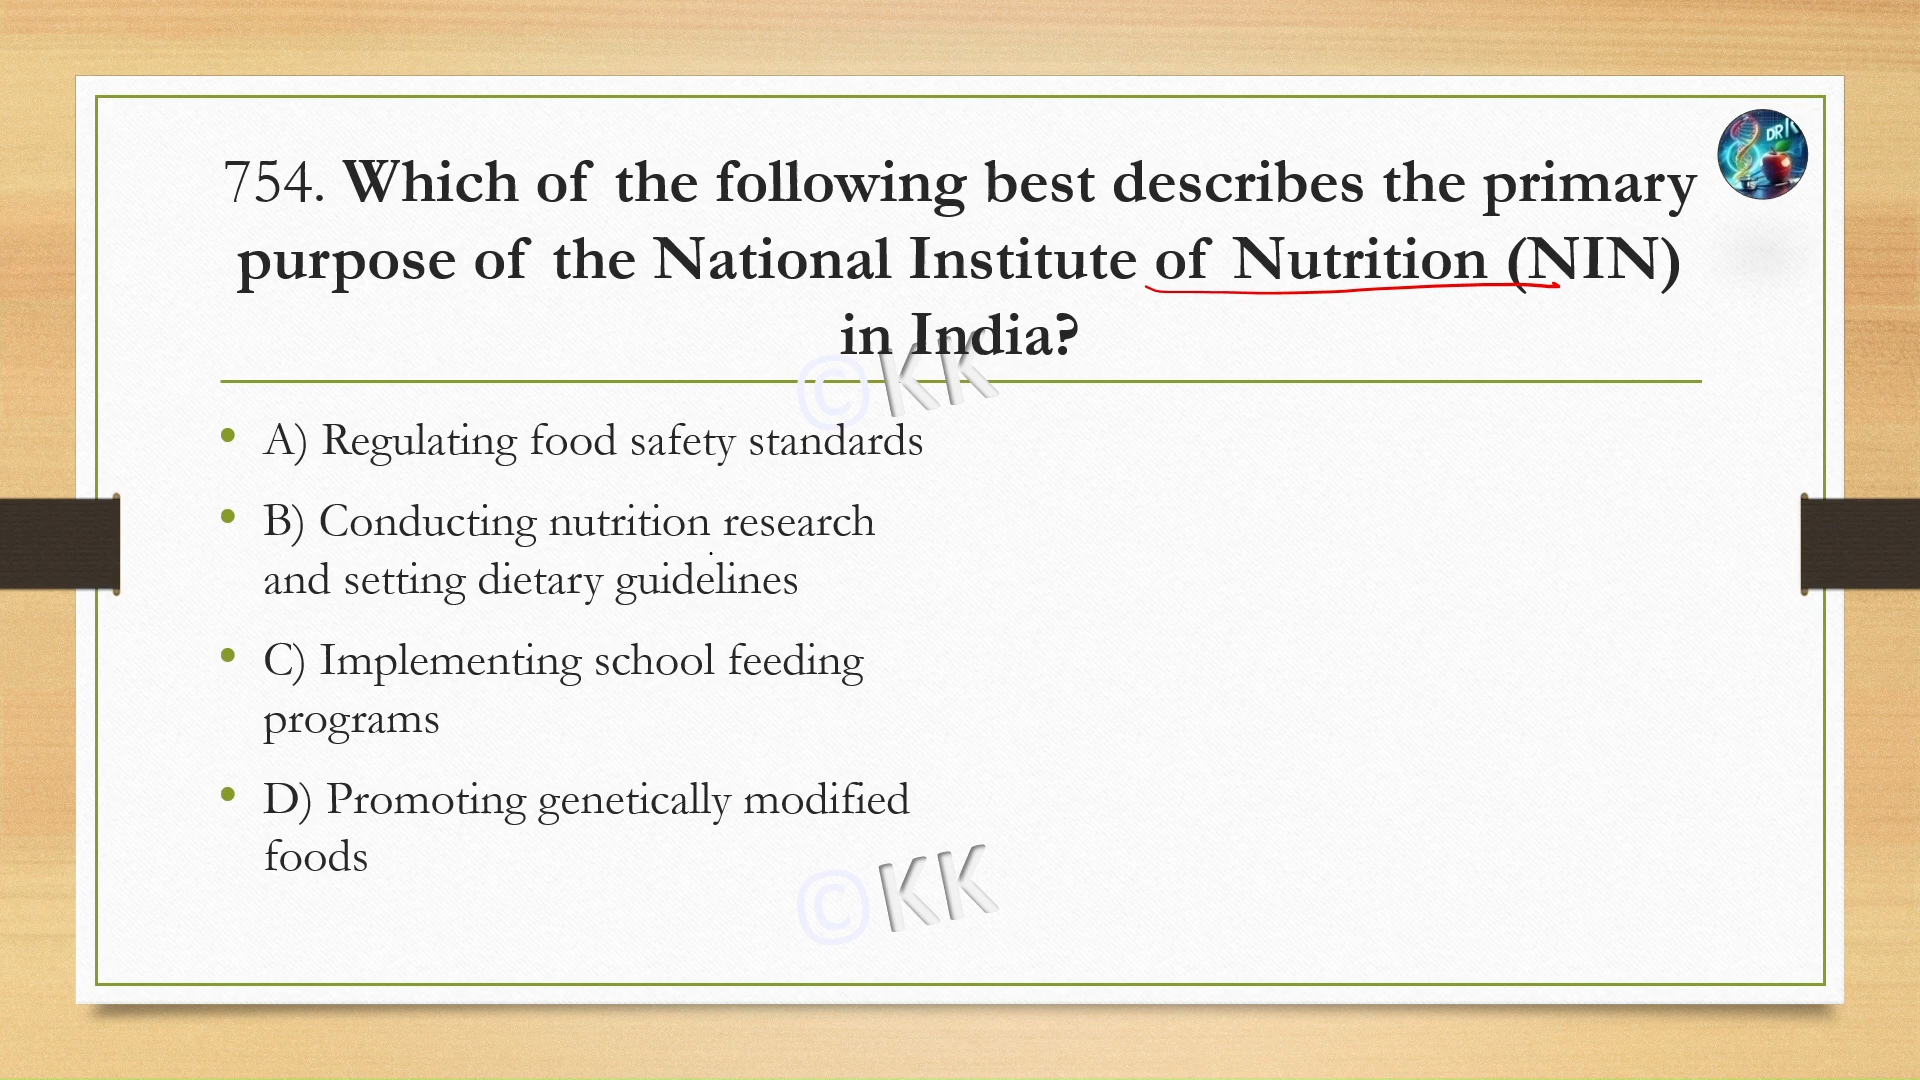 754. Which of the following best describes the primary
purpose of the National Institute of Nutrition (NIN)
in India?
©KK
• A) Regulating food safety standards
• B) Conducting nutrition research
and setting dietary guidelines
• C) Implementing school feeding
programs
• D) Promoting genetically modified
foods
©KK